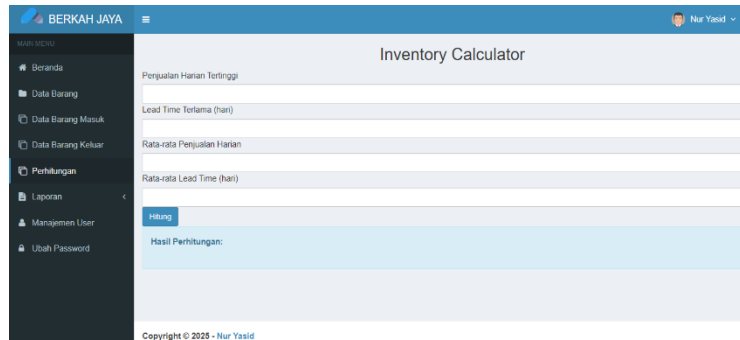 BERKAH JAYA
Nur Yasid
MAIN MENU
Beranda
Data Barang
Data Barang Masuk
Data Barang Keluar
Perhitungan
Laporan
Manajemen User
Ubah Password
Inventory Calculator
Penjualan Harian Tertinggi
Lead Time Terlama (hari)
Rata-rata Penjualan Harian
Rata-rata Lead Time (hari)
Hitung
Hasil Perhitungan:
Copyright © 2025 - Nur Yasid